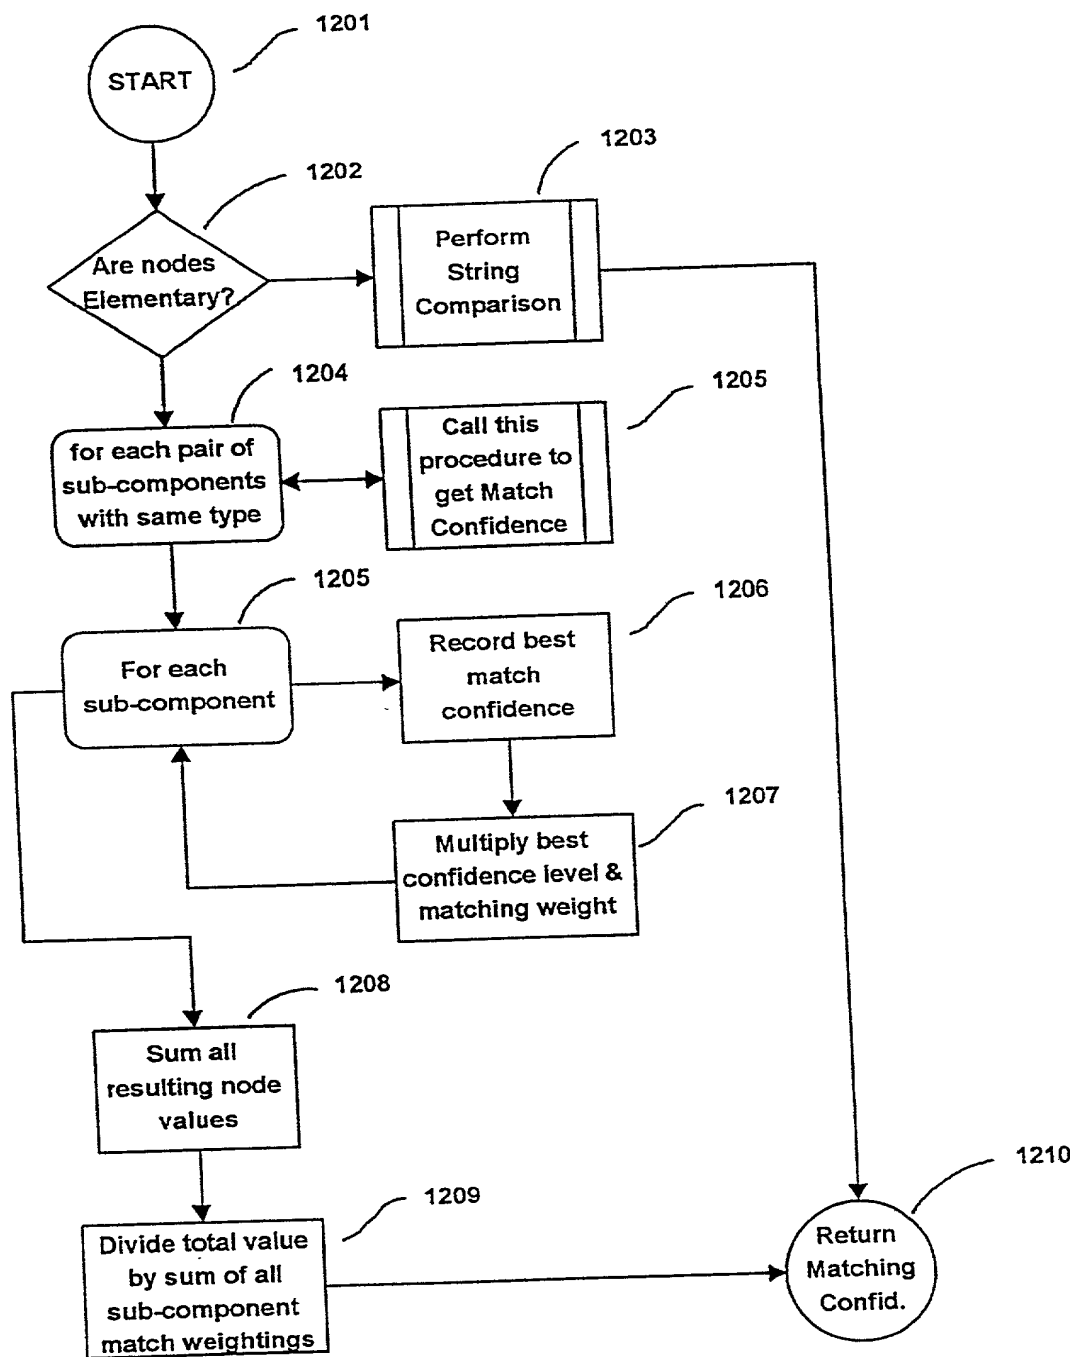 1201
START
1202
Are nodes
Elementary?
1203
Perform
String
Comparison
1204
for each pair of
sub-components
with same type
1205
Call this
procedure to
get Match
Confidence
1205
For each
sub-component
1206
Record best
match
confidence
1207
Multiply best
confidence level &
matching weight
1208
Sum all
resulting node
values
1209
Divide total value
by sum of all
sub-component
match weightings
1210
Return
Matching
Confid.